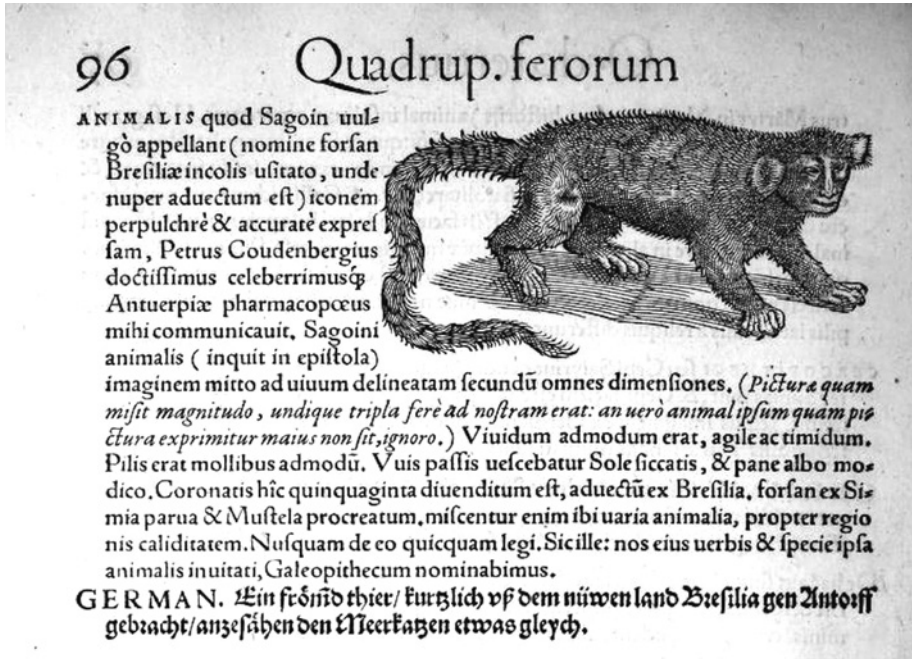 96 Quadrup. ferorum
ANIMALIS quod Sagoin uul-
gò appellant (nomine forsan
Bresiliæ incolis usitato, unde
nuper aduectum est) iconem
perpulchrè & accuratè expres
sam, Petrus Coudenbergius
doctissimus celeberrimusq́;
Antuerpiæ pharmacopœus
mihi communicauit. Sagoini
animalis (inquit in epistola)
imaginem mitto ad uiuum delineatam secundũ omnes dimensiones. (Picturæ quam
misit magnitudo, undique tripla ferè ad nostram erat: an uerò animal ipsum quam pi-
ctura exprimitur maius non sit, ignoro.) Viuidum admodum erat, agile ac timidum.
Pilis erat mollibus admodũ. Vuis passis uescebatur Sole siccatis, & pane albo mo-
dico. Coronatis hîc quinquaginta diuenditum est, aduectũ ex Bresilia, forsan ex Si-
mia parua & Mustela procreatum. miscentur enim ibi uaria animalia, propter regio
nis caliditatem. Nusquam de eo quicquam legi. Sic ille: nos eius uerbis & specie ipsa
animalis inuitati, Galeopithecum nominabimus.
GERMAN. Ein frömd thier/ kurtzlich vß dem nüwen land Bresilia gen Antorff
gebracht/ anzesähen den Meerkatzen etwas gleych.